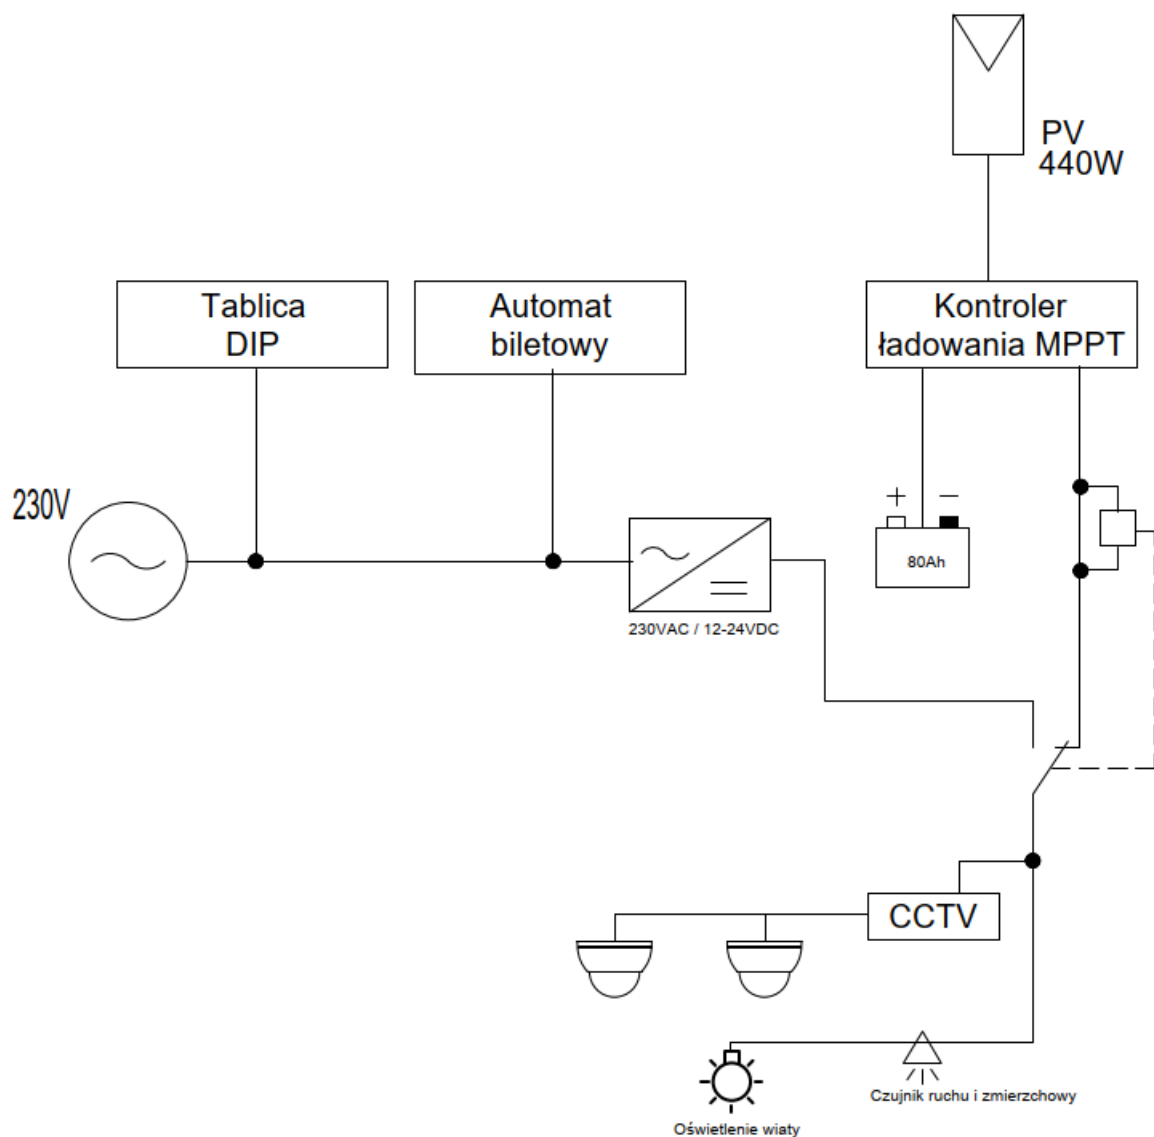 PV
440W
Tablica
DIP
Automat
biletowy
Kontroler
ładowania MPPT
230V
+ −
80Ah
230VAC / 12-24VDC
CCTV
Czujnik ruchu i zmierzchowy
Oświetlenie wiaty